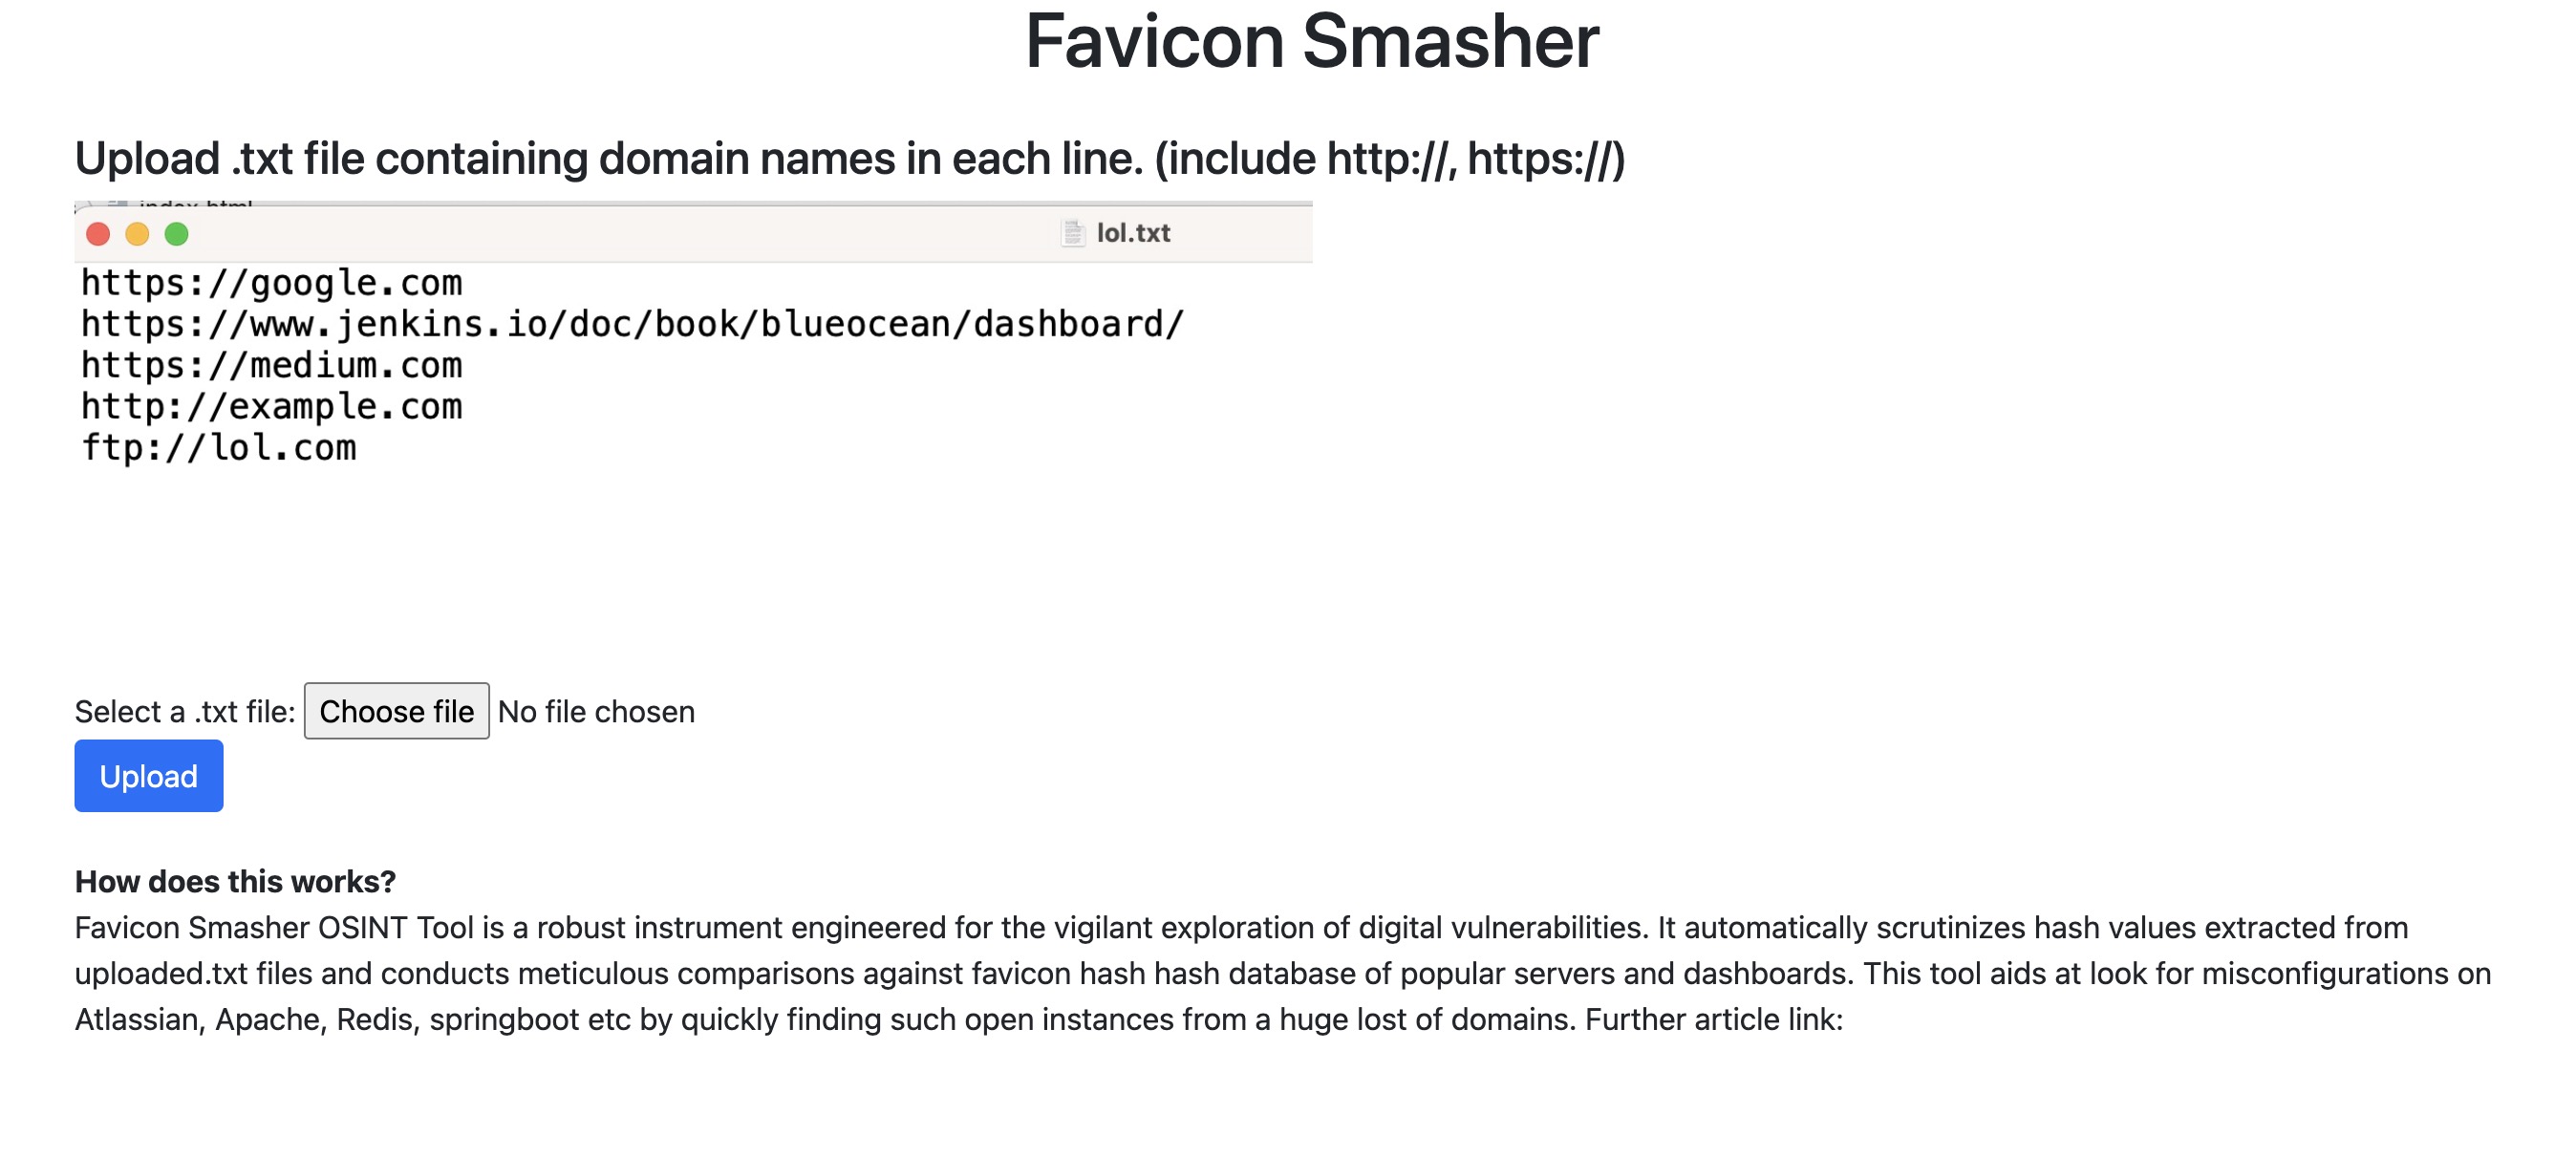 Favicon Smasher
Upload .txt file containing domain names in each line. (include http://, https://)
index.html
lol.txt
https://google.com
https://www.jenkins.io/doc/book/blueocean/dashboard/
https://medium.com
http://example.com
ftp://lol.com
Select a .txt file: Choose file No file chosen
Upload
How does this works?
Favicon Smasher OSINT Tool is a robust instrument engineered for the vigilant exploration of digital vulnerabilities. It automatically scrutinizes hash values extracted from
uploaded.txt files and conducts meticulous comparisons against favicon hash hash database of popular servers and dashboards. This tool aids at look for misconfigurations on
Atlassian, Apache, Redis, springboot etc by quickly finding such open instances from a huge lost of domains. Further article link: